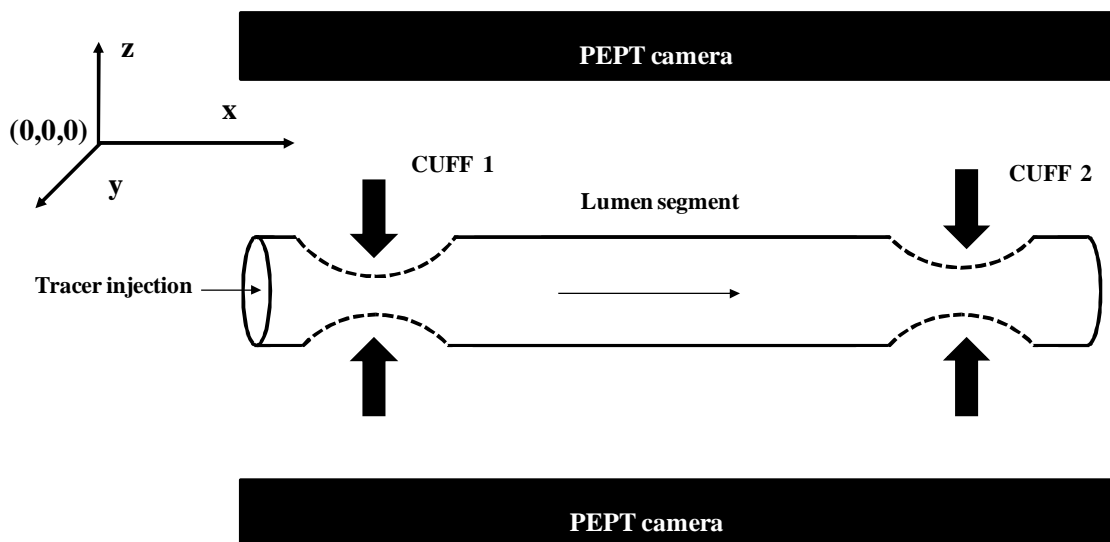 PEPT camera
z
x
(0,0,0)
y
CUFF 1
CUFF 2
Lumen segment
Tracer injection
PEPT camera